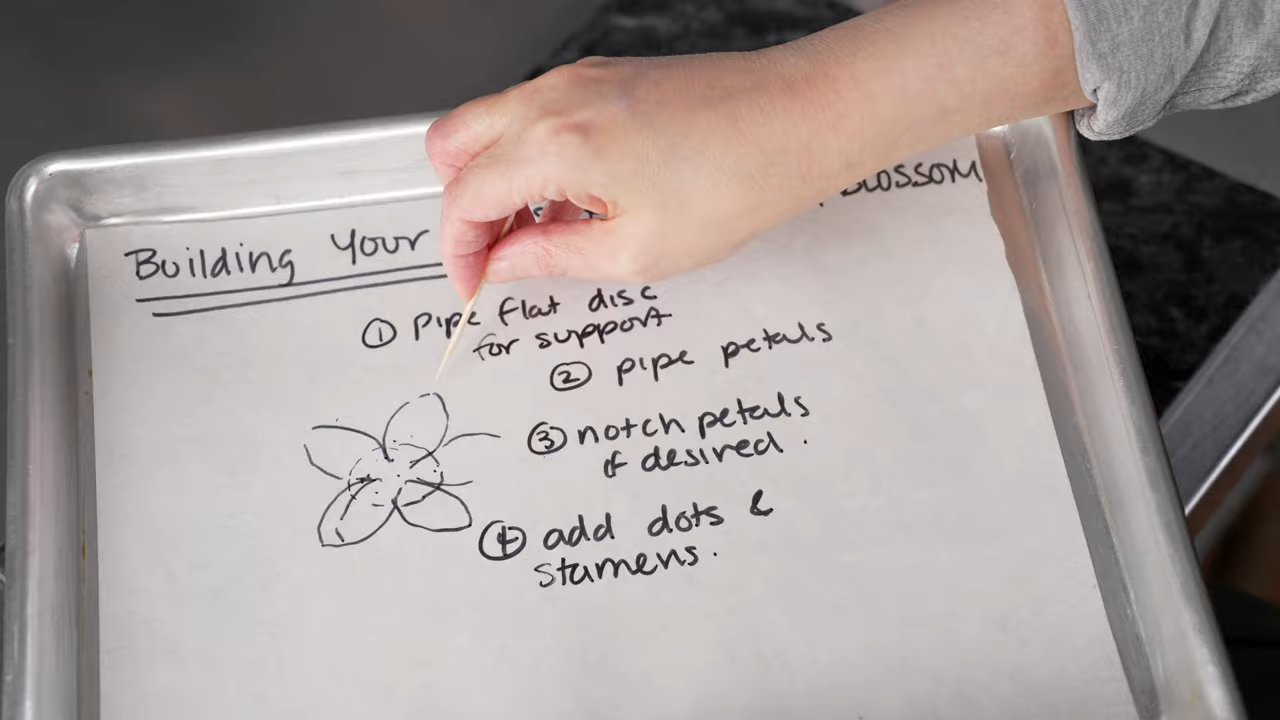 Building Your Blossom
① Pipe flat disc
for support
② pipe petals
③ notch petals
if desired.
④ add dots &
stamens.